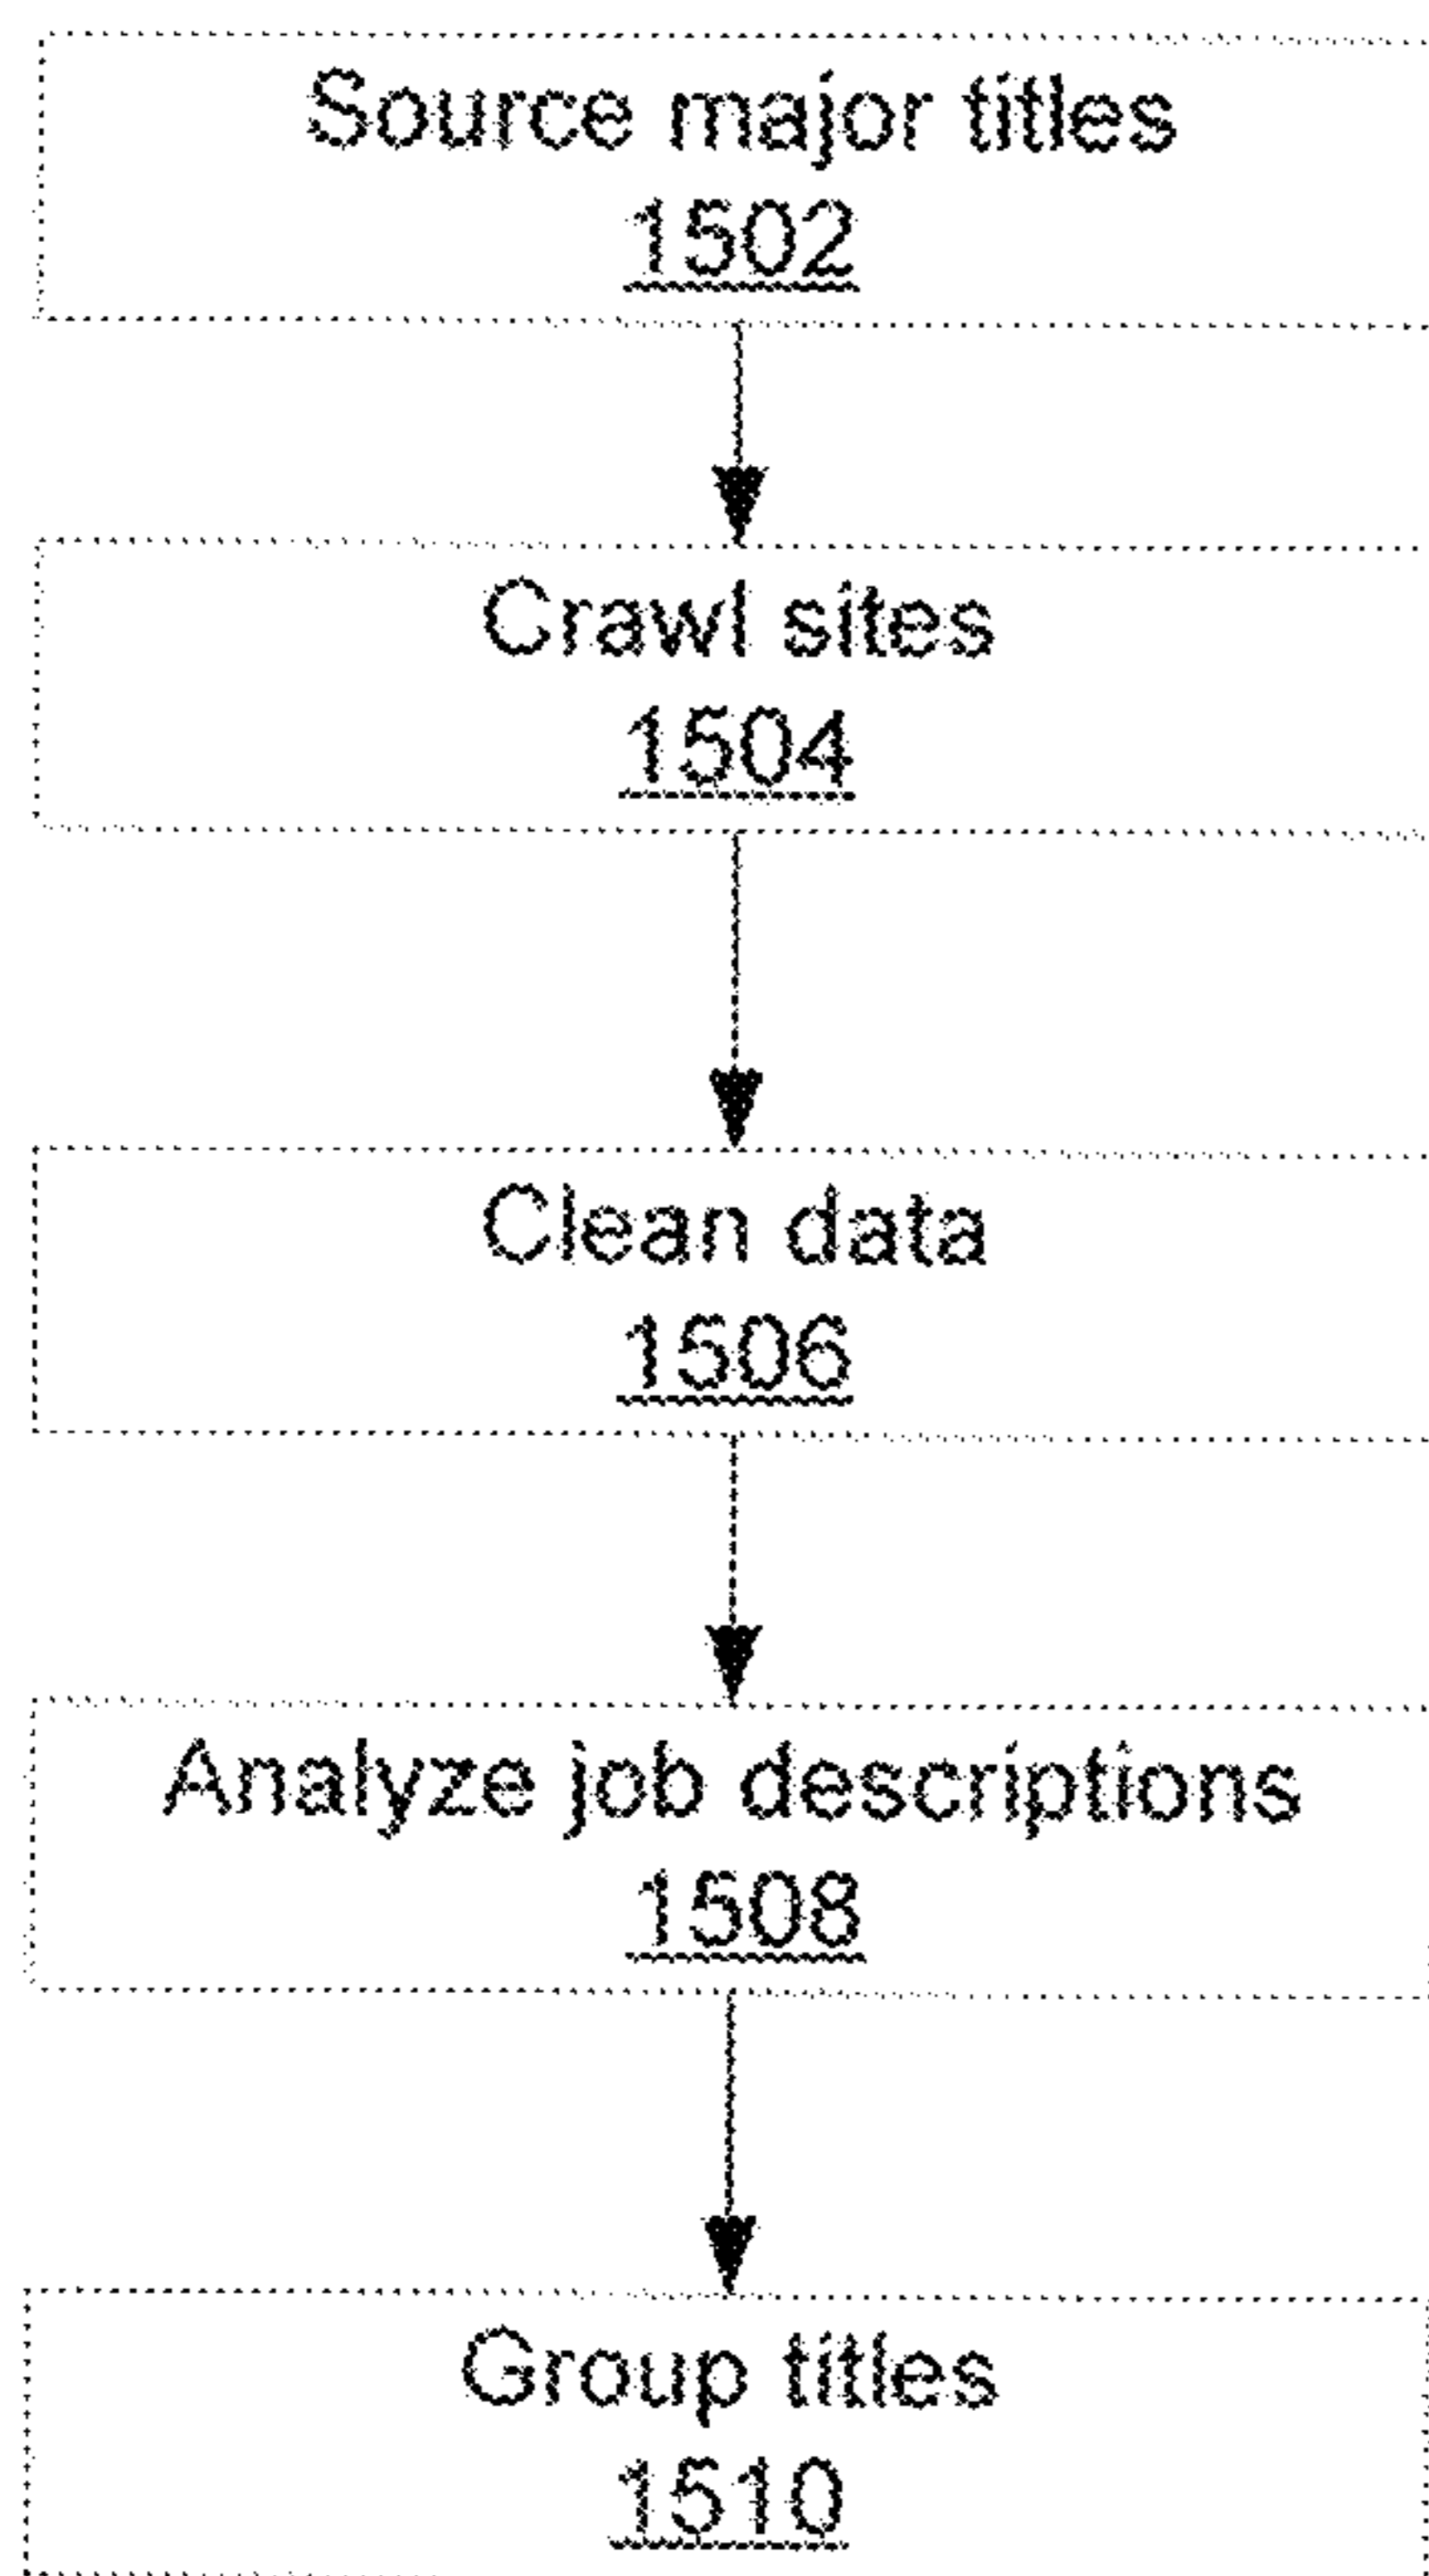 Source major titles
1502
Crawl sites
1504
Clean data
1506
Analyze job descriptions
1508
Group titles
1510